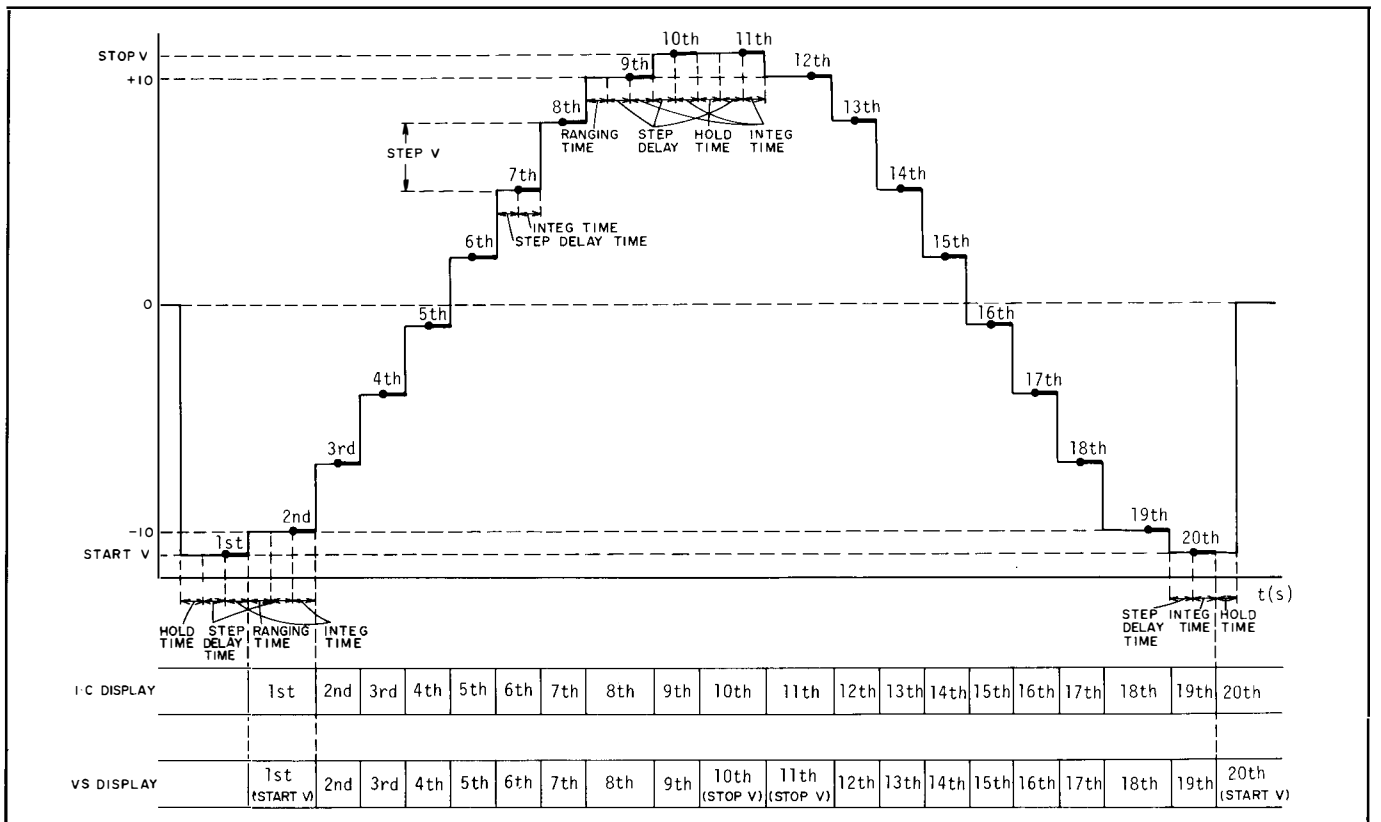 STOP V
+10
10th
11th
9th
12th
8th
13th
RANGING TIME
STEP DELAY
HOLD TIME
INTEG TIME
STEP V
7th
14th
INTEG TIME
STEP DELAY TIME
6th
15th
0
5th
16th
4th
17th
3rd
18th
-10
2nd
19th
START V
1st
20th
t(s)
HOLD TIME
STEP DELAY TIME
RANGING TIME
INTEG TIME
STEP DELAY TIME
INTEG TIME
HOLD TIME
I·C DISPLAY
1st 2nd 3rd 4th 5th 6th 7th 8th 9th 10th 11th 12th 13th 14th 15th 16th 17th 18th 19th 20th
VS DISPLAY
1st (START V) 2nd 3rd 4th 5th 6th 7th 8th 9th 10th (STOP V) 11th (STOP V) 12th 13th 14th 15th 16th 17th 18th 19th 20th (START V)